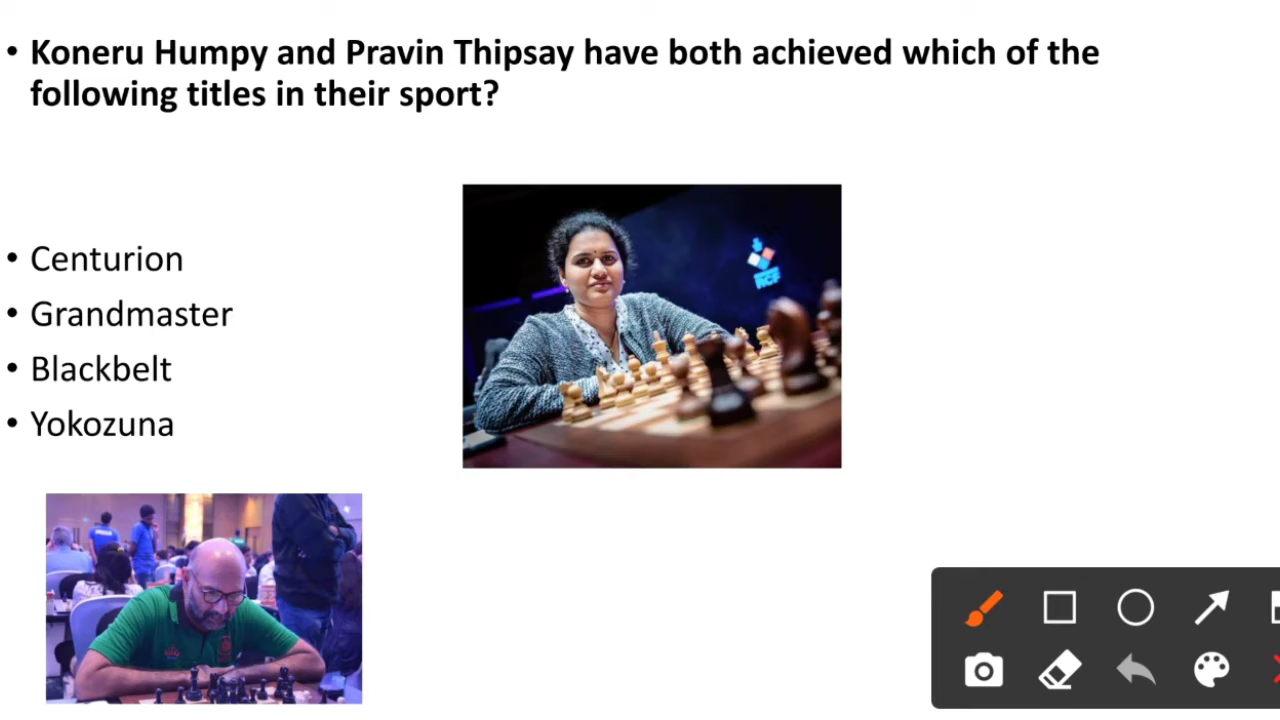 • Koneru Humpy and Pravin Thipsay have both achieved which of the
following titles in their sport?
• Centurion
• Grandmaster
• Blackbelt
• Yokozuna